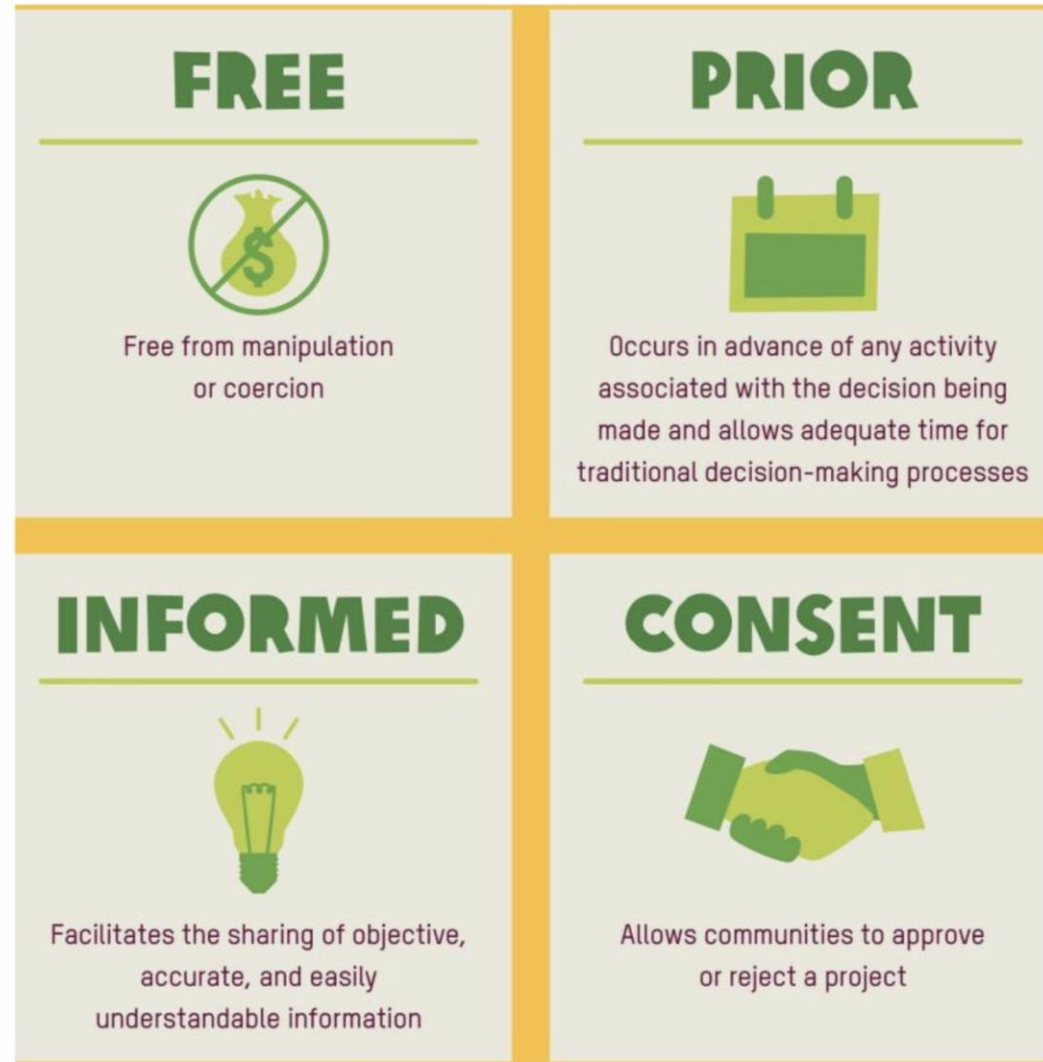 FREE
$
Free from manipulation
or coercion
PRIOR
Occurs in advance of any activity
associated with the decision being
made and allows adequate time for
traditional decision-making processes
INFORMED
Facilitates the sharing of objective,
accurate, and easily
understandable information
CONSENT
Allows communities to approve
or reject a project